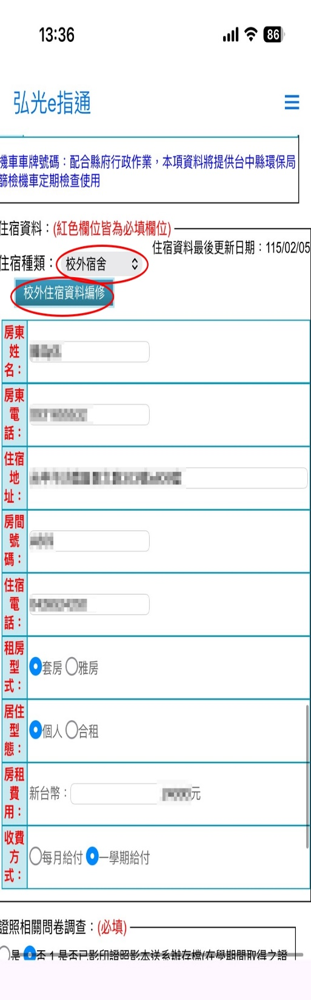 13:36
86
弘光e指通
機車車牌號碼：配合縣府行政作業，本項資料將提供台中縣環保局
篩檢機車定期檢查使用
住宿資料：(紅色欄位皆為必填欄位)
住宿資料最後更新日期：115/02/05
住宿種類：校外宿舍
校外住宿資料編修
房東
姓
名：
房東
電
話：
住宿
地
址：
房間
號
碼：
住宿
電
話：
租房
型
式：
套房 雅房
居住
型
態：
個人 合租
房租
費
用：
新台幣： 元
收費
方
式：
每月給付 一學期給付
證照相關問卷調查：(必填)
是 否 1.是否已影印證照影本送系辦存檔(在學期間取得之證